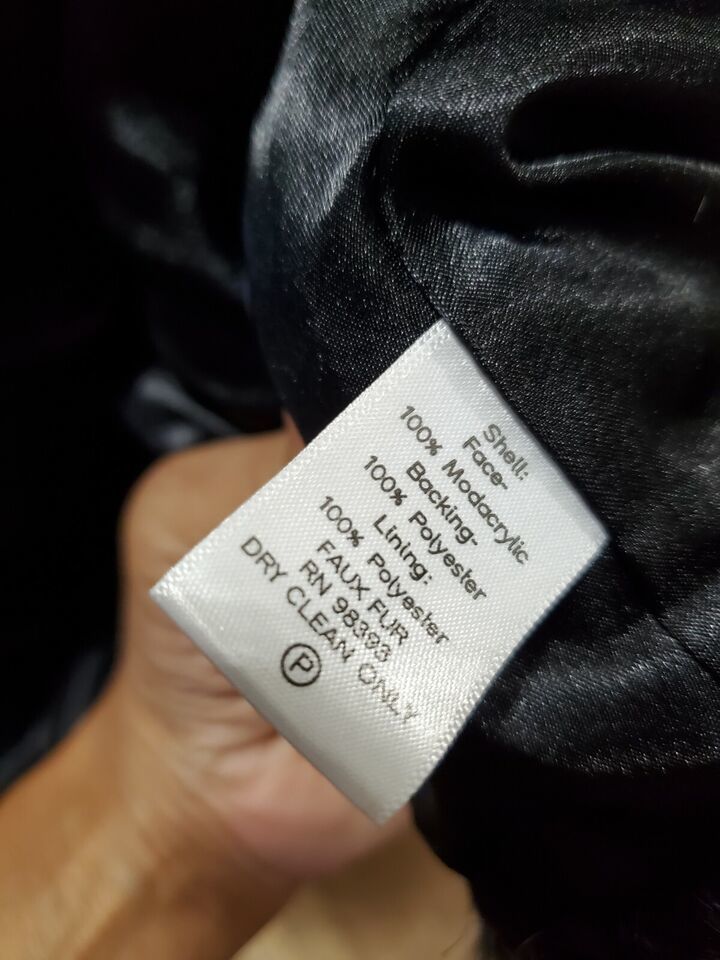 Shell:
Face-
100% Modacrylic
Backing-
100% Polyester
Lining:
100% Polyester
FAUX FUR
RN 98393
DRY CLEAN ONLY
P